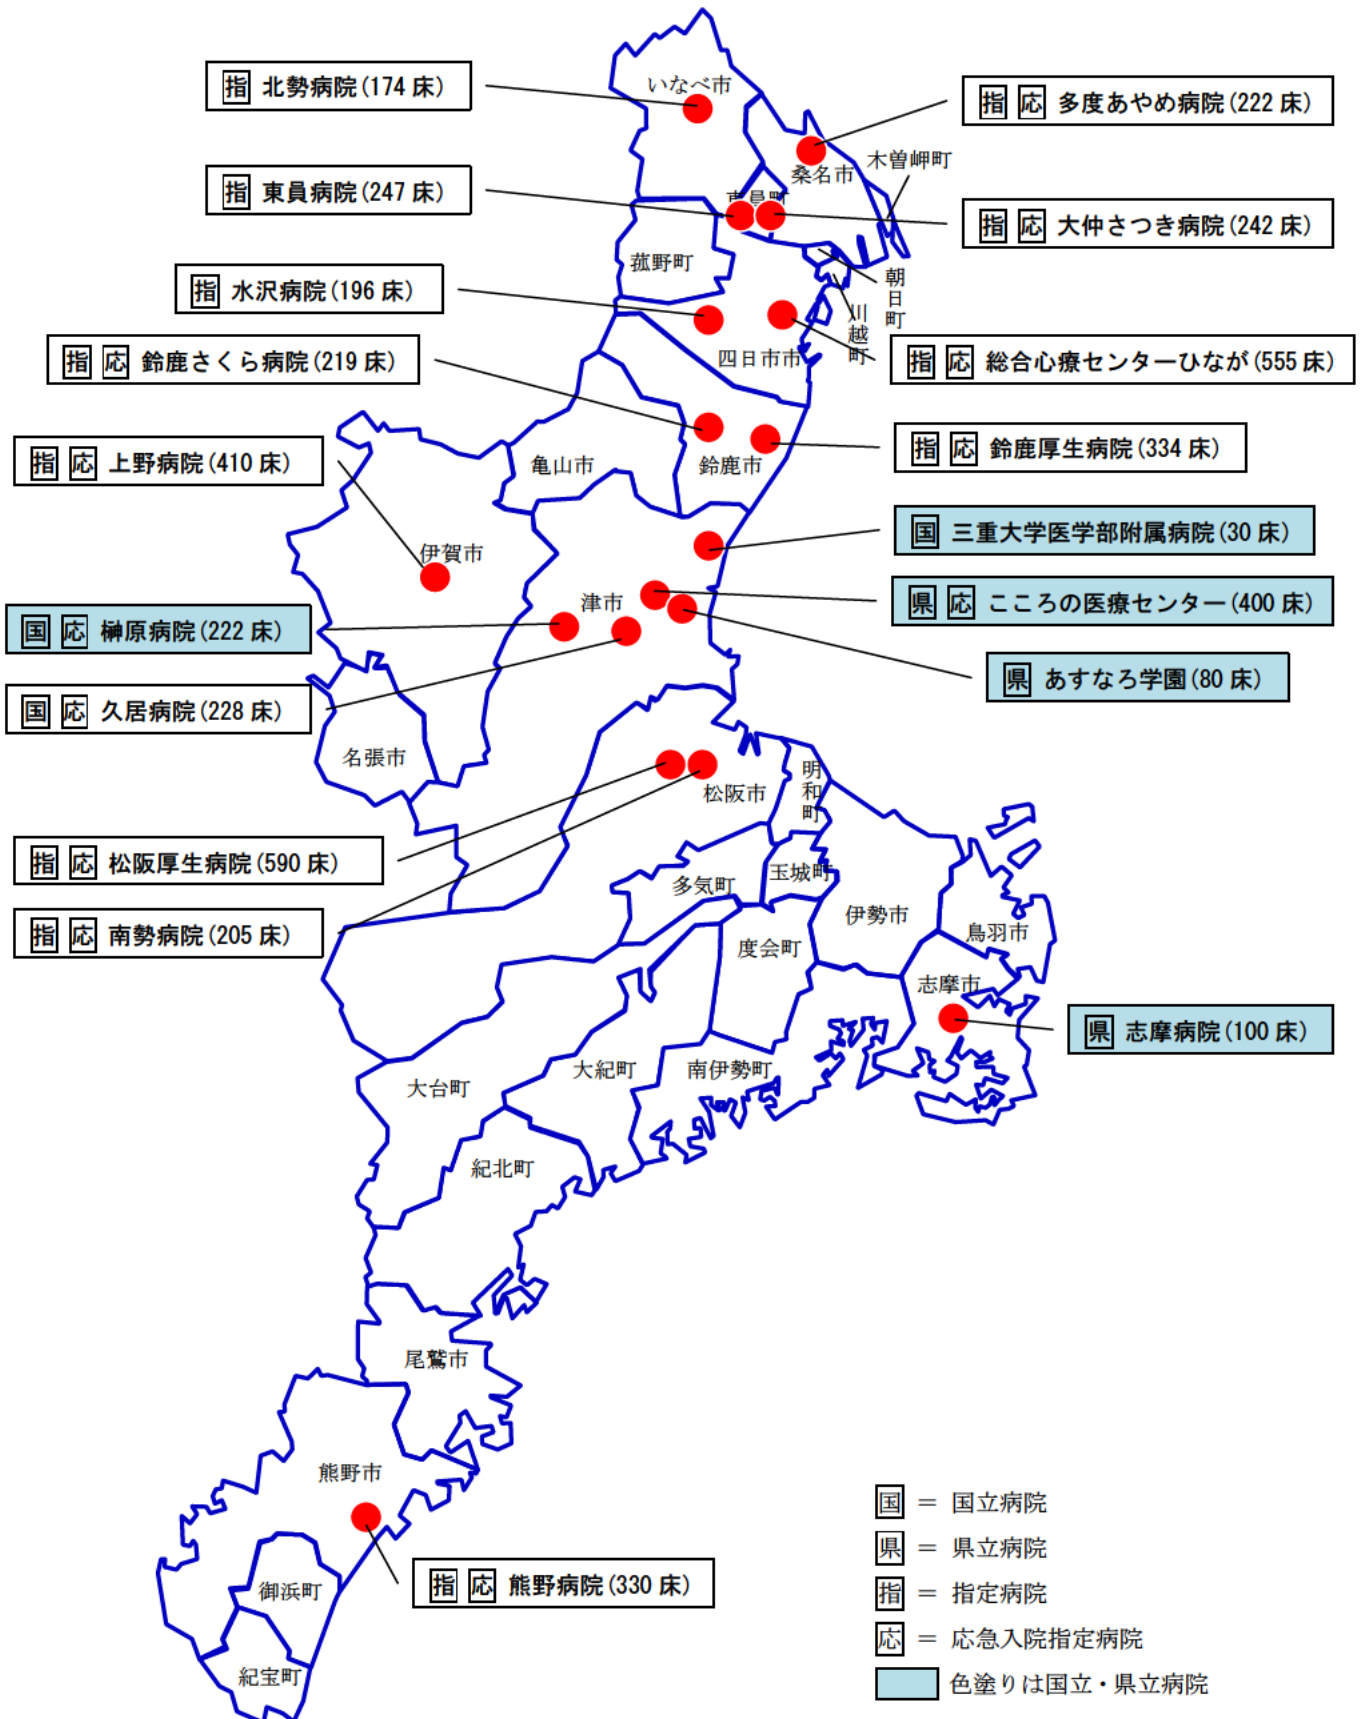 いなべ市
指 北勢病院(174 床)
指 応 多度あやめ病院(222 床)
木曽岬町
桑名市
指 東員病院(247 床)
東員町
指 応 大仲さつき病院(242 床)
菰野町
朝日町
指 水沢病院(196 床)
川越町
四日市市
指 応 鈴鹿さくら病院(219 床)
指 応 総合心療センターひなが(555 床)
指 応 上野病院(410 床)
亀山市
鈴鹿市
指 応 鈴鹿厚生病院(334 床)
国 三重大学医学部附属病院(30 床)
伊賀市
津市
県 応 こころの医療センター(400 床)
国 応 榊原病院(222 床)
県 あすなろ学園(80 床)
国 応 久居病院(228 床)
名張市
松阪市
明和町
指 応 松阪厚生病院(590 床)
多気町
玉城町
伊勢市
指 応 南勢病院(205 床)
度会町
鳥羽市
志摩市
県 志摩病院(100 床)
大台町
大紀町
南伊勢町
紀北町
尾鷲市
熊野市
指 応 熊野病院(330 床)
御浜町
紀宝町
国 = 国立病院
県 = 県立病院
指 = 指定病院
応 = 応急入院指定病院
色塗りは国立・県立病院